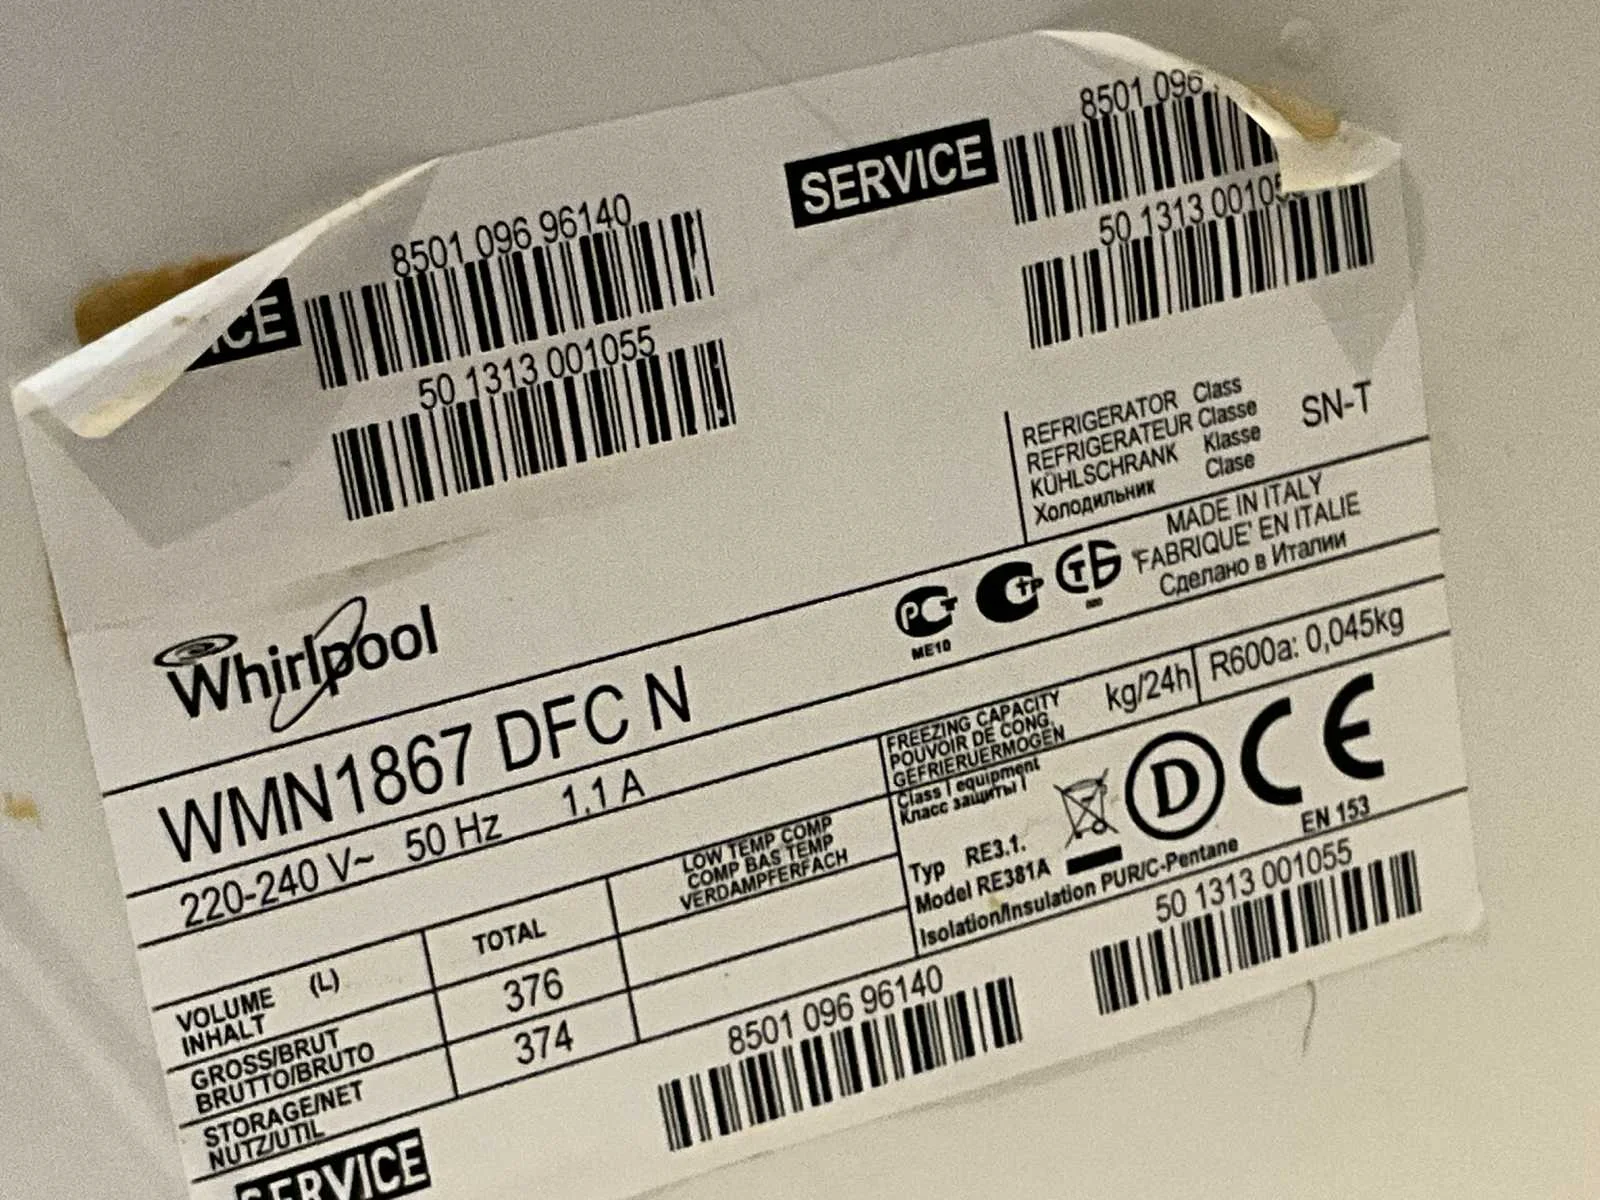 SERVICE
8501 096
50 1313 00105
8501 096 96140
50 1313 001055
REFRIGERATOR Class
REFRIGERATEUR Classe
KÜHLSCHRANK Klasse
Холодильник Clase
SN-T
MADE IN ITALY
FABRIQUE' EN ITALIE
Сделано в Италии
ME10
Whirlpool
WMN1867 DFC N
220-240 V~ 50 Hz 1.1 A
FREEZING CAPACITY
POUVOIR DE CONG.
GEFRIERUERMOGEN
kg/24h
R600a: 0,045kg
Class I equipment
Класс защиты I
Typ RE3.1.
Model RE381A
Isolation/Insulation PUR/C-Pentane
D
CE
EN 153
50 1313 001055
LOW TEMP COMP
COMP BAS TEMP
VERDAMPFERFACH
VOLUME (L)
INHALT
TOTAL
GROSS/BRUT
BRUTTO/BRUTO
376
STORAGE/NET
NUTZ/UTIL
374
8501 096 96140
SERVICE